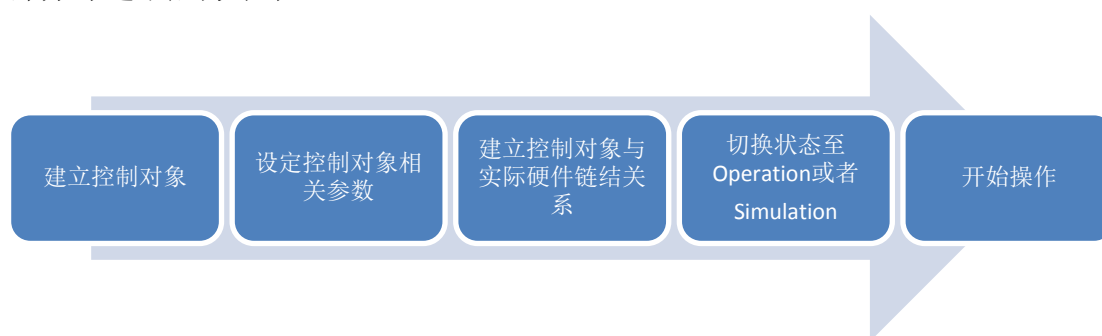 建立控制对象
设定控制对象相
关参数
建立控制对象与
实际硬件链结关
系
切换状态至
Operation或者
Simulation
开始操作